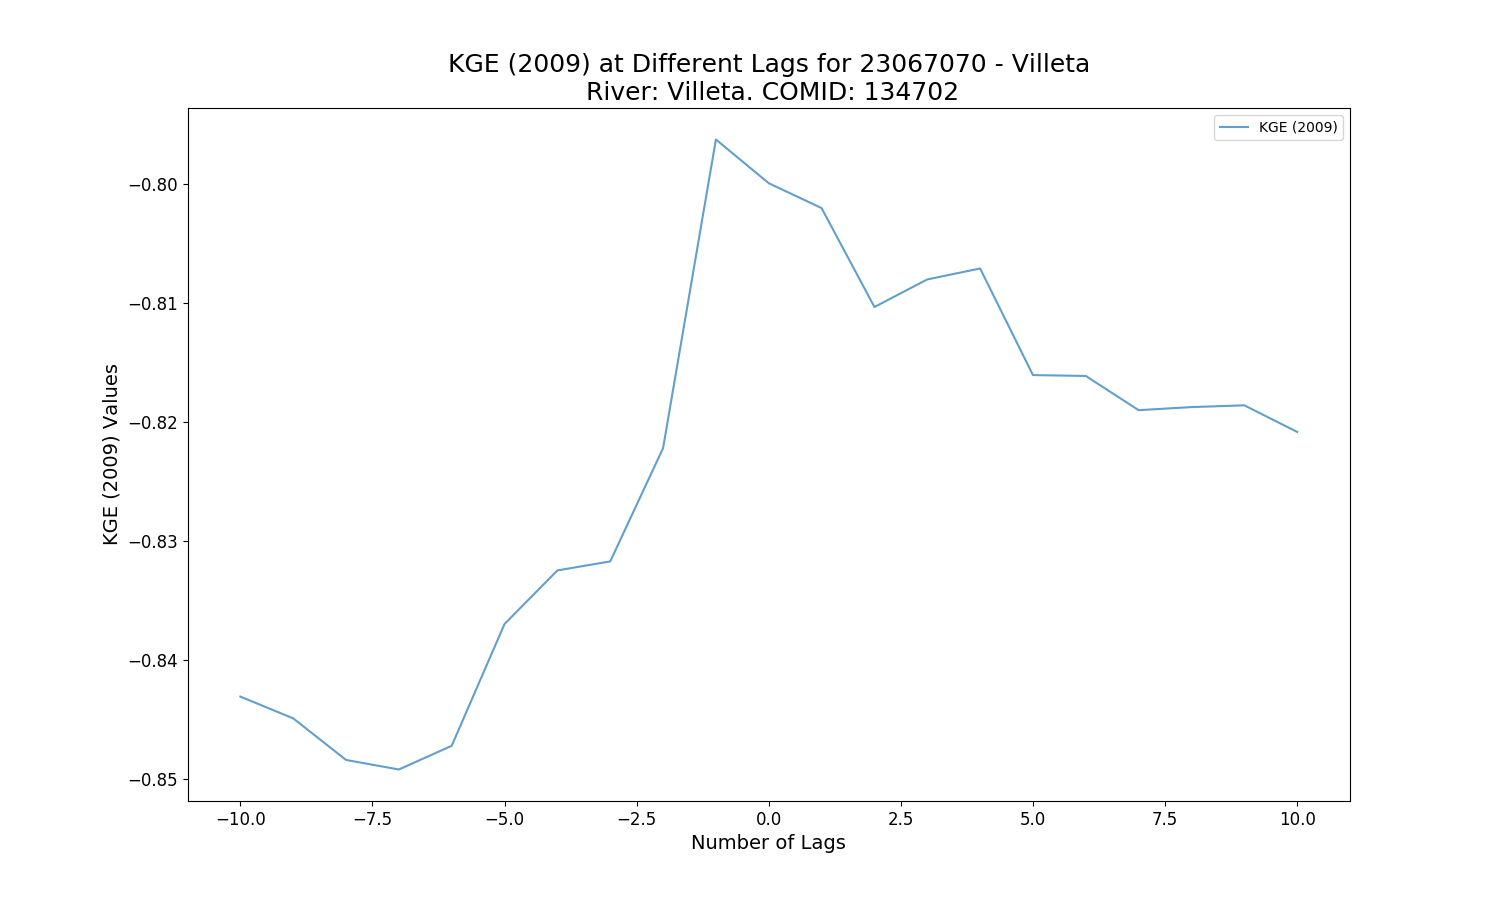 KGE (2009) at Different Lags for 23067070 - Villeta
River: Villeta. COMID: 134702
KGE (2009)
−0.80
−0.81
−0.82
−0.83
−0.84
−0.85
KGE (2009) Values
−10.0 −7.5 −5.0 −2.5 0.0 2.5 5.0 7.5 10.0
Number of Lags